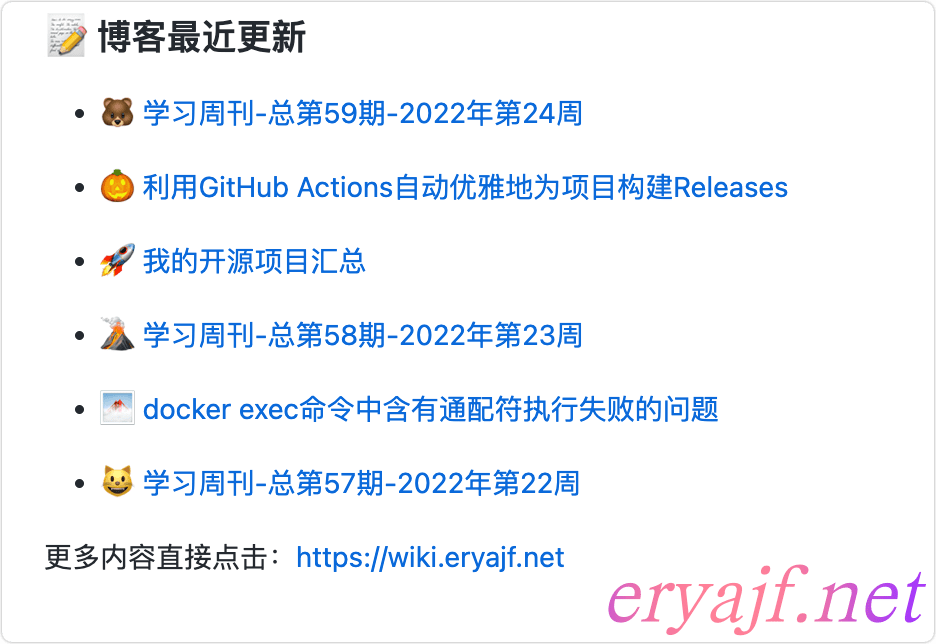 📝 博客最近更新
🐻 学习周刊-总第59期-2022年第24周
🎃 利用GitHub Actions自动优雅地为项目构建Releases
🚀 我的开源项目汇总
🌋 学习周刊-总第58期-2022年第23周
docker exec命令中含有通配符执行失败的问题
😺 学习周刊-总第57期-2022年第22周
更多内容直接点击：https://wiki.eryajf.net
eryajf.net